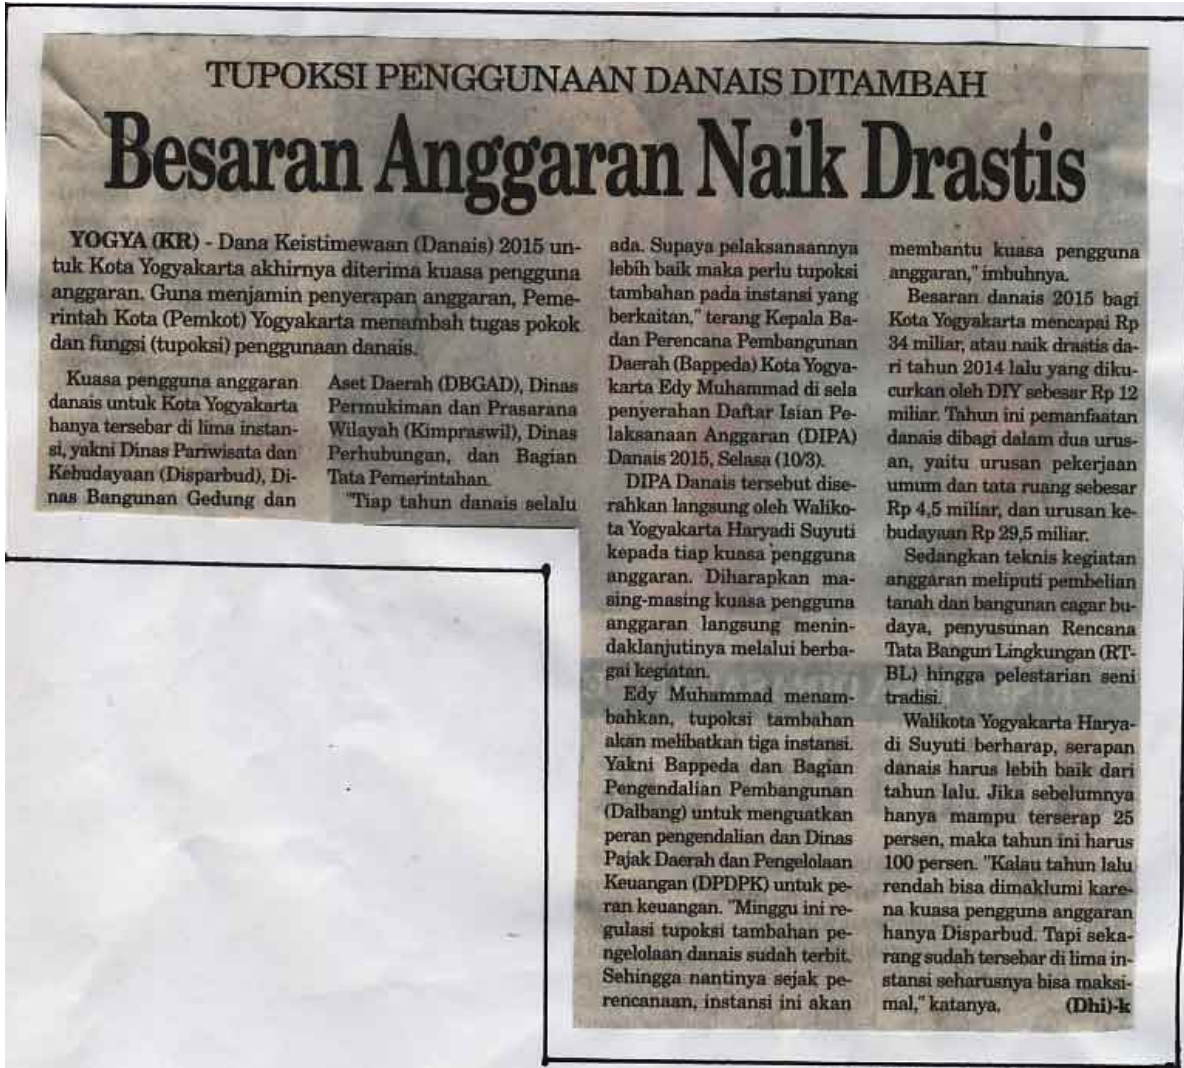 TUPOKSI PENGGUNAAN DANAIS DITAMBAH
Besaran Anggaran Naik Drastis
YOGYA (KR) - Dana Keistimewaan (Danais) 2015 un-
tuk Kota Yogyakarta akhirnya diterima kuasa pengguna
anggaran. Guna menjamin penyerapan anggaran, Peme-
rintah Kota (Pemkot) Yogyakarta menambah tugas pokok
dan fungsi (tupoksi) penggunaan danais.
Kuasa pengguna anggaran
danais untuk Kota Yogyakarta
hanya tersebar di lima instan-
si, yakni Dinas Pariwisata dan
Kebudayaan (Disparbud), Di-
nas Bangunan Gedung dan
Aset Daerah (DBGAD), Dinas
Permukiman dan Prasarana
Wilayah (Kimpraswil), Dinas
Perhubungan, dan Bagian
Tata Pemerintahan.
"Tiap tahun danais selalu
ada. Supaya pelaksanaannya
lebih baik maka perlu tupoksi
tambahan pada instansi yang
berkaitan," terang Kepala Ba-
dan Perencana Pembangunan
Daerah (Bappeda) Kota Yogya-
karta Edy Muhammad di sela
penyerahan Daftar Isian Pe-
laksanaan Anggaran (DIPA)
Danais 2015, Selasa (10/3).
DIPA Danais tersebut dise-
rahkan langsung oleh Waliko-
ta Yogyakarta Haryadi Suyuti
kepada tiap kuasa pengguna
anggaran. Diharapkan ma-
sing-masing kuasa pengguna
anggaran langsung menin-
daklanjutinya melalui berba-
gai kegiatan.
Edy Muhammad menam-
bahkan, tupoksi tambahan
akan melibatkan tiga instansi.
Yakni Bappeda dan Bagian
Pengendalian Pembangunan
(Dalbang) untuk menguatkan
peran pengendalian dan Dinas
Pajak Daerah dan Pengelolaan
Keuangan (DPDPK) untuk pe-
ran keuangan. "Minggu ini re-
gulasi tupoksi tambahan pe-
ngelolaan danais sudah terbit.
Sehingga nantinya sejak pe-
rencanaan, instansi ini akan
membantu kuasa pengguna
anggaran," imbuhnya.
Besaran danais 2015 bagi
Kota Yogyakarta mencapai Rp
34 miliar, atau naik drastis da-
ri tahun 2014 lalu yang diku-
curkan oleh DIY sebesar Rp 12
miliar. Tahun ini pemanfaatan
danais dibagi dalam dua urus-
an, yaitu urusan pekerjaan
umum dan tata ruang sebesar
Rp 4,5 miliar, dan urusan ke-
budayaan Rp 29,5 miliar.
Sedangkan teknis kegiatan
anggaran meliputi pembelian
tanah dan bangunan cagar bu-
daya, penyusunan Rencana
Tata Bangun Lingkungan (RT-
BL) hingga pelestarian seni
tradisi.
Walikota Yogyakarta Harya-
di Suyuti berharap, serapan
danais harus lebih baik dari
tahun lalu. Jika sebelumnya
hanya mampu terserap 25
persen, maka tahun ini harus
100 persen. "Kalau tahun lalu
rendah bisa dimaklumi kare-
na kuasa pengguna anggaran
hanya Disparbud. Tapi seka-
rang sudah tersebar di lima in-
stansi seharusnya bisa maksi-
mal," katanya. (Dhi)-k